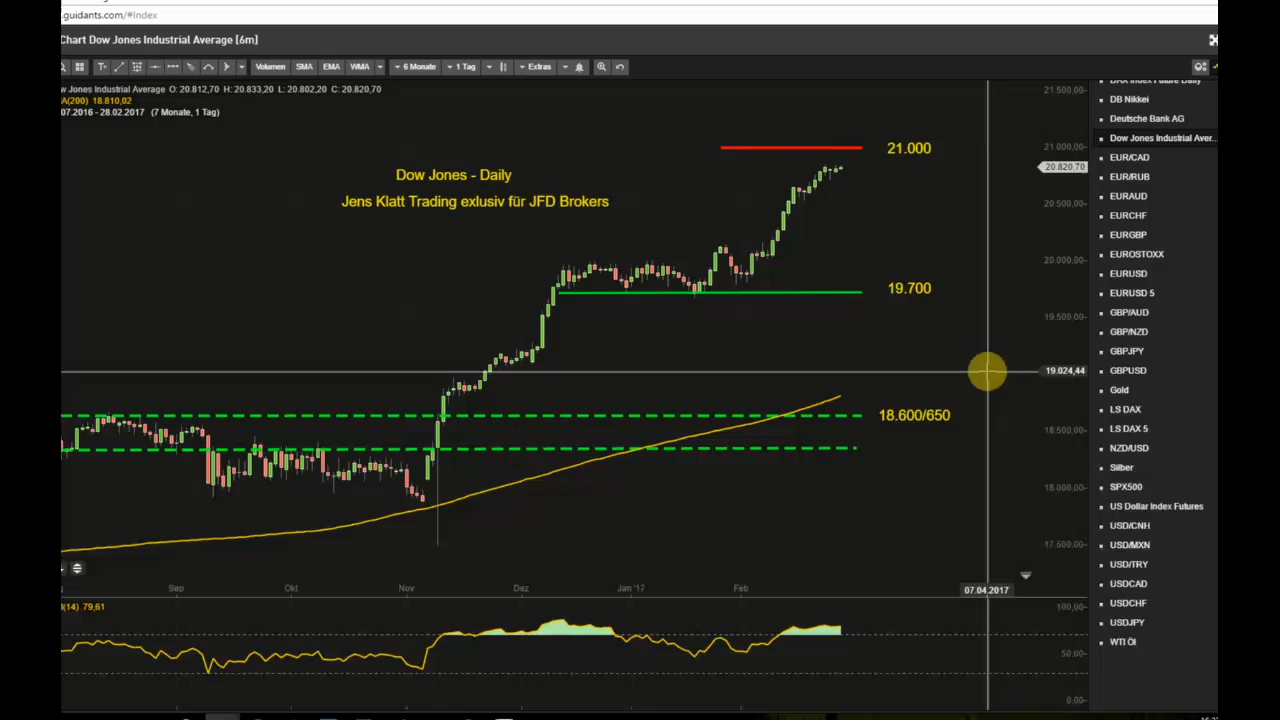 .guidants.com/#Index
Chart Dow Jones Industrial Average [6m]
T+
Volumen SMA EMA WMA 6 Monate 1 Tag Extras
w Jones Industrial Average O: 20.812,70 H: 20.833,20 L: 20.802,20 C: 20.820,70
A(200) 18.810,02
07.2016 - 28.02.2017 (7 Monate, 1 Tag)
Dow Jones - Daily
Jens Klatt Trading exlusiv für JFD Brokers
21.000
19.700
18.600/650
21.500,00
21.000,00
20.820,70
20.500,00
20.000,00
19.500,00
19.024,44
18.500,00
18.000,00
17.500,00
Sep Okt Nov Dez Jan '17 Feb 07.04.2017
I(14) 79,61
100,00
50,00
0,00
DAX Index Future Daily
DB Nikkei
Deutsche Bank AG
Dow Jones Industrial Aver...
EUR/CAD
EUR/RUB
EURAUD
EURCHF
EURGBP
EUROSTOXX
EURUSD
EURUSD 5
GBP/AUD
GBP/NZD
GBPJPY
GBPUSD
Gold
LS DAX
LS DAX 5
NZD/USD
Silber
SPX500
US Dollar Index Futures
USD/CNH
USD/MXN
USD/TRY
USDCAD
USDCHF
USDJPY
WTI Öl